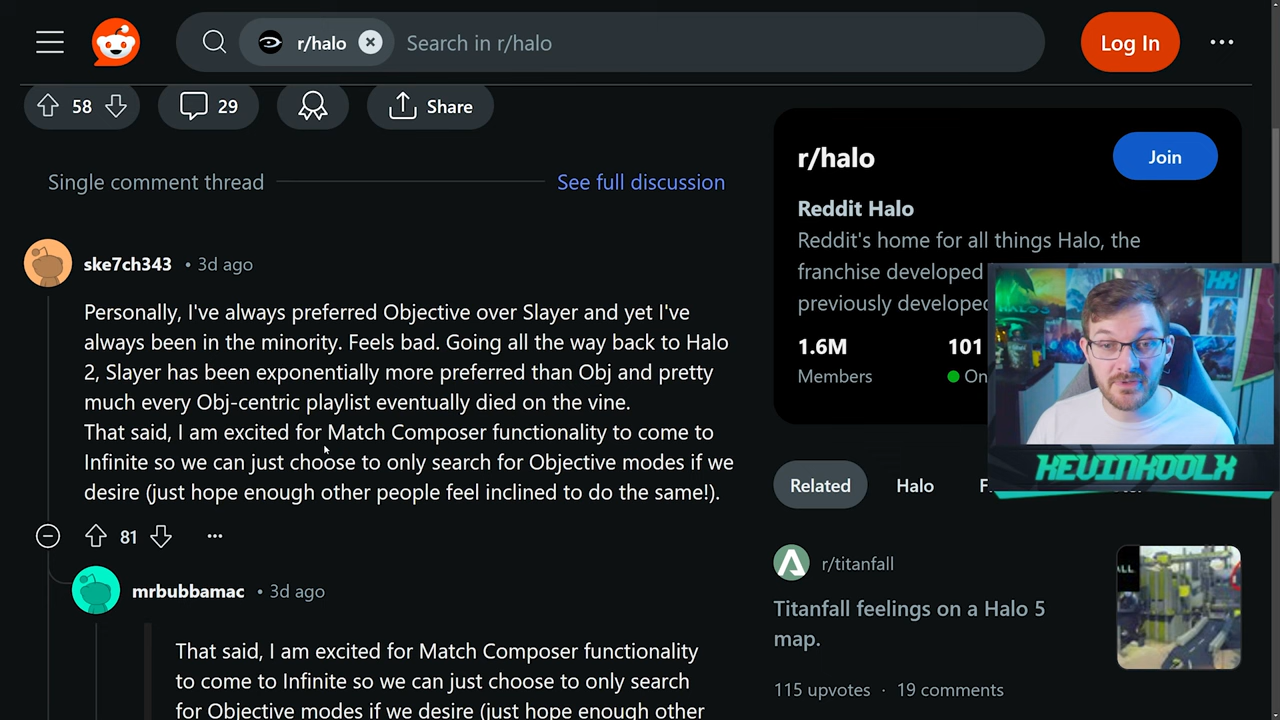 r/halo
Search in r/halo
Log In
58
29
Share
Single comment thread
See full discussion
ske7ch343 • 3d ago
Personally, I've always preferred Objective over Slayer and yet I've
always been in the minority. Feels bad. Going all the way back to Halo
2, Slayer has been exponentially more preferred than Obj and pretty
much every Obj-centric playlist eventually died on the vine.
That said, I am excited for Match Composer functionality to come to
Infinite so we can just choose to only search for Objective modes if we
desire (just hope enough other people feel inclined to do the same!).
81
mrbubbamac • 3d ago
That said, I am excited for Match Composer functionality
to come to Infinite so we can just choose to only search
for Objective modes if we desire (just hope enough other
r/halo
Join
Reddit Halo
Reddit's home for all things Halo, the
franchise developed
previously developed
1.6M
101
Members
On
KEVINKOOLX
Related
Halo
r/titanfall
Titanfall feelings on a Halo 5
map.
115 upvotes · 19 comments